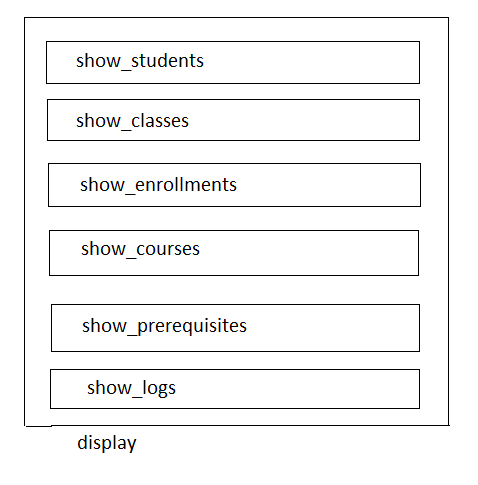 show_students
show_classes
show_enrollments
show_courses
show_prerequisites
show_logs
display